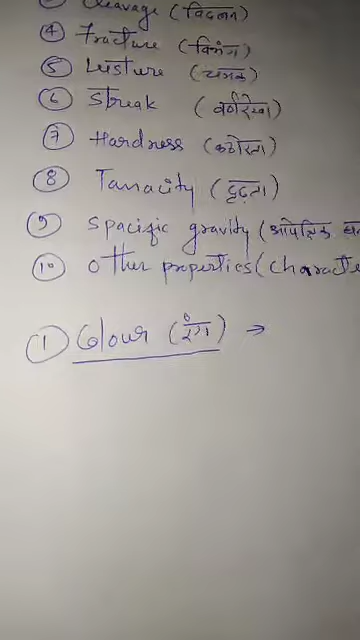 Cleavage (विदलन)
④ Fracture (विभंग)
⑤ Lusture (चमक)
⑥ Streak (वर्णरेखा)
⑦ Hardness (कठोरता)
⑧ Tanacity (दृढ़ता)
⑨ Spacific gravity (आपेक्षिक
⑩ Other properties (Characte
① Colour (रंग) →